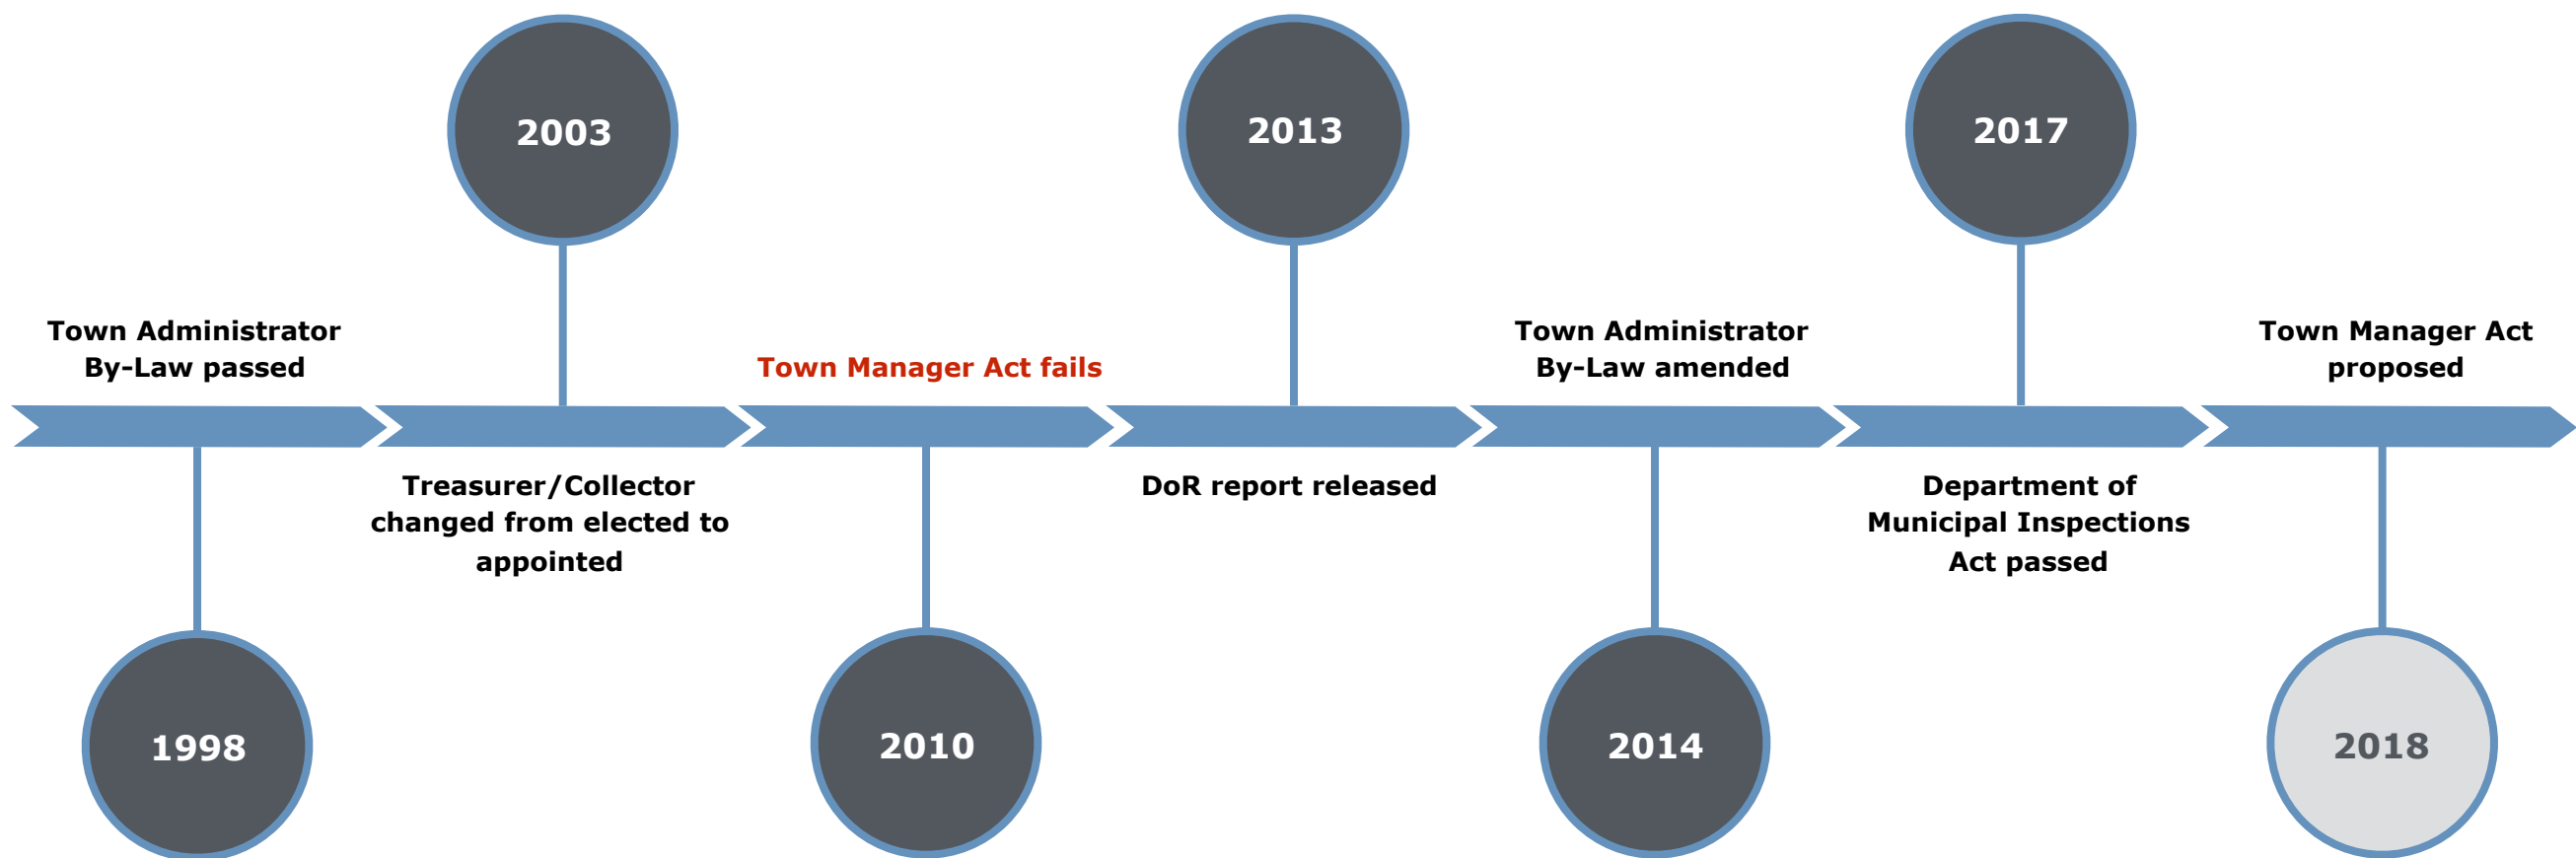 2003
2013
2017
Town Administrator
By-Law passed
Town Manager Act fails
Town Administrator
By-Law amended
Town Manager Act
proposed
Treasurer/Collector
changed from elected to
appointed
DoR report released
Department of
Municipal Inspections
Act passed
1998
2010
2014
2018